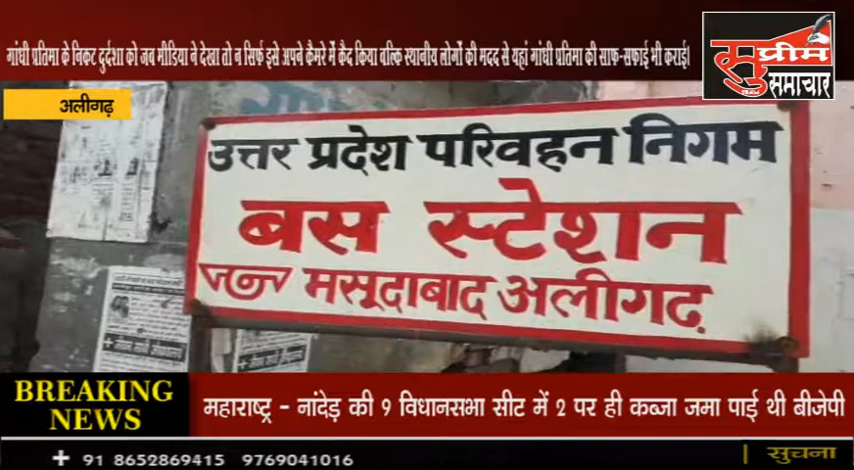 गांधी प्रतिमा के निकट दुर्दशा को जब मीडिया ने देखा तो न सिर्फ इसे अपने कैमरे में कैद किया बल्कि स्थानीय लोगों की मदद से यहां गांधी प्रतिमा की साफ-सफाई भी कराई।
सुप्रीम
समाचार
अलीगढ़
उत्तर प्रदेश परिवहन निगम
बस स्टेशन
मसूदाबाद अलीगढ़
BREAKING NEWS
महाराष्ट्र - नांदेड़ की 9 विधानसभा सीट में 2 पर ही कब्जा जमा पाई थी बीजेपी
+ 91 8652869415 9769041016
| सुचना